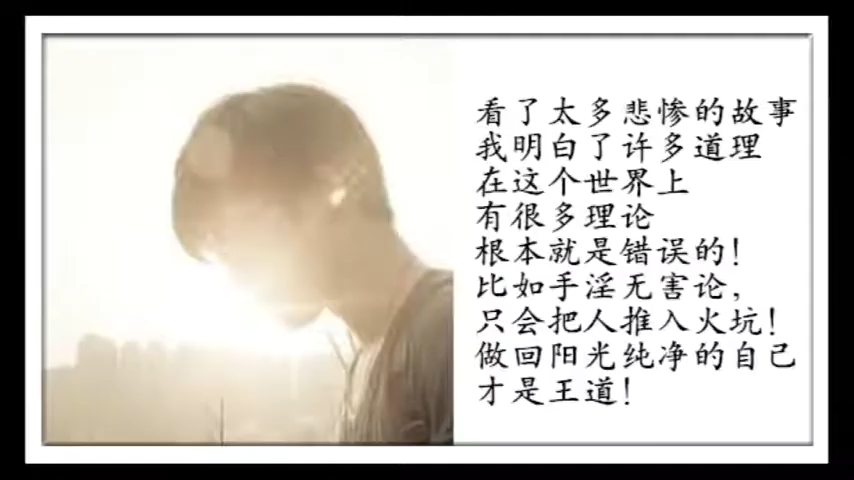 看了太多悲惨的故事
我明白了许多道理
在这个世界上
有很多理论
根本就是错误的！
比如手淫无害论，
只会把人推入火坑！
做回阳光纯净的自己
才是王道！